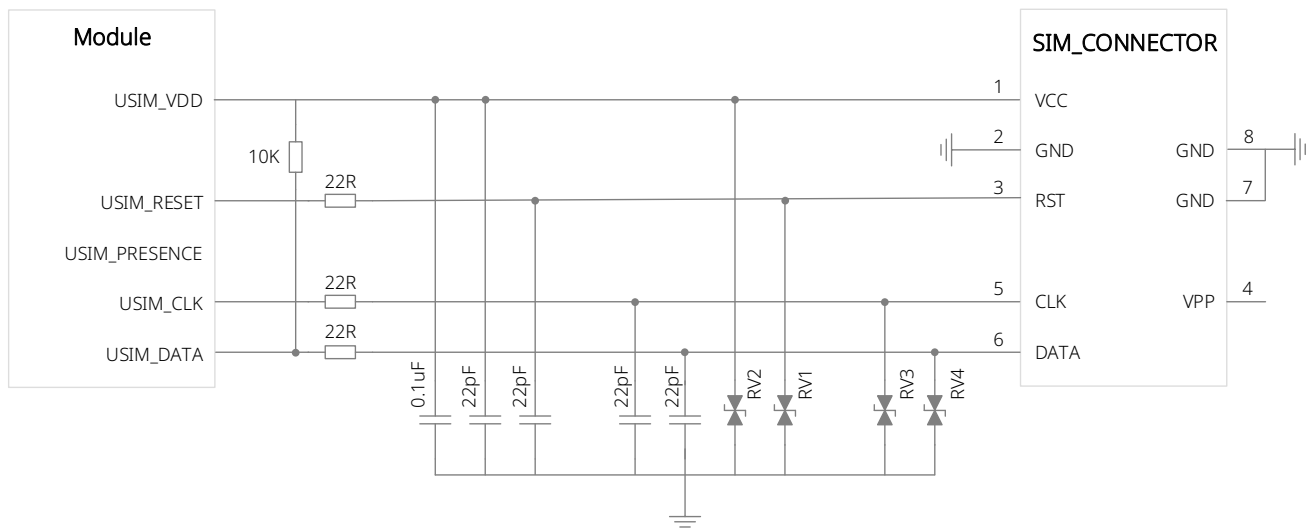 Module
SIM_CONNECTOR
USIM_VDD
1
VCC
10K
2
GND
GND
8
22R
USIM_RESET
3
RST
GND
7
USIM_PRESENCE
22R
USIM_CLK
5
CLK
VPP
4
22R
USIM_DATA
6
DATA
0.1uF
22pF
22pF
22pF
22pF
RV2
RV1
RV3
RV4